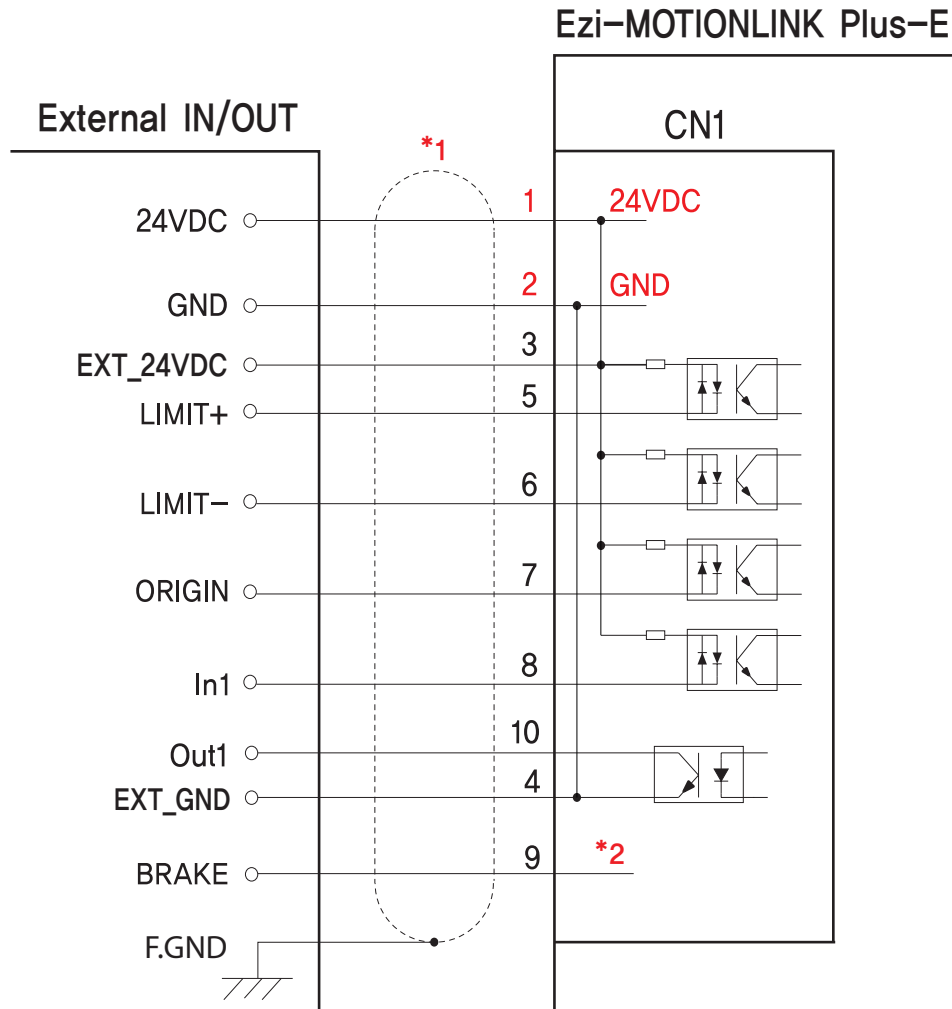 Ezi-MOTIONLINK Plus-E
External IN/OUT
CN1
*1
24VDC 1 24VDC
GND 2 GND
EXT_24VDC 3
LIMIT+ 5
LIMIT- 6
ORIGIN 7
In1 8
Out1 10
EXT_GND 4
BRAKE 9 *2
F.GND